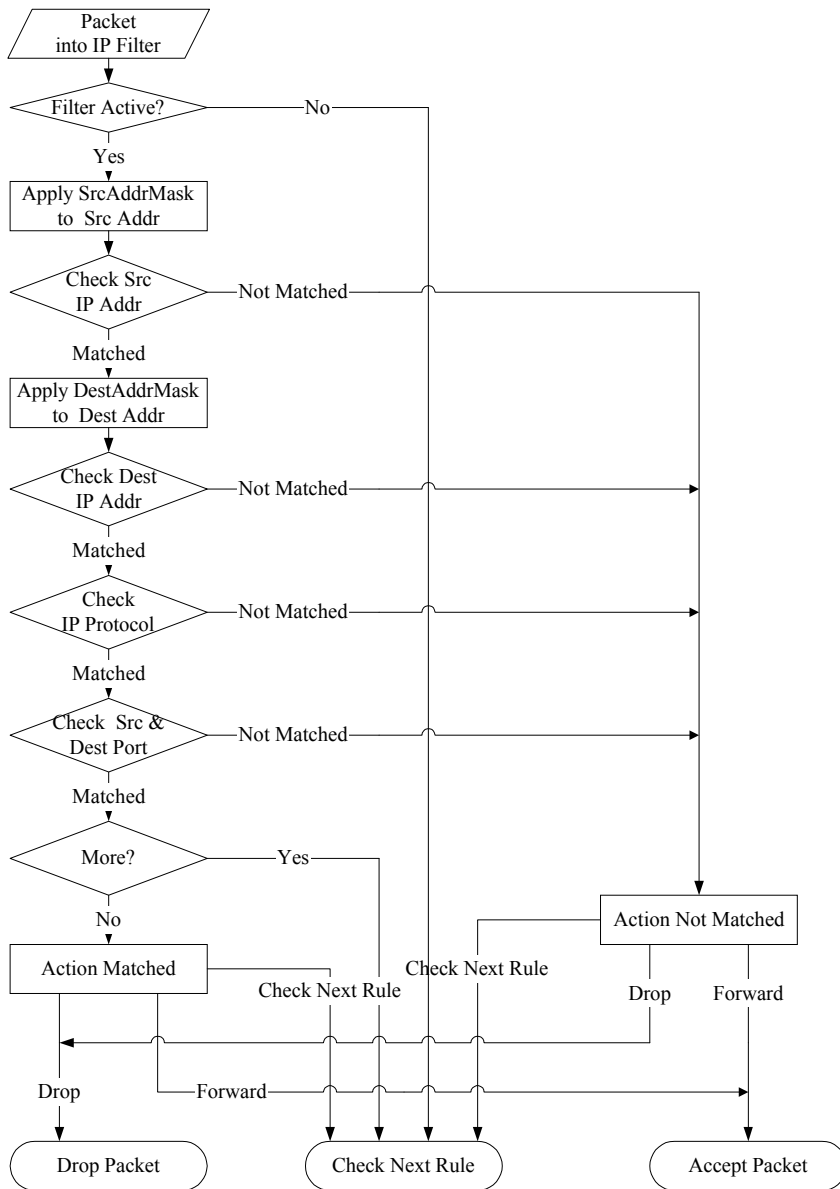 Packet
into IP Filter
Filter Active?
No
Yes
Apply SrcAddrMask
to Src Addr
Check Src
IP Addr
Not Matched
Matched
Apply DestAddrMask
to Dest Addr
Check Dest
IP Addr
Not Matched
Matched
Check
IP Protocol
Not Matched
Matched
Check Src &
Dest Port
Not Matched
Matched
More?
Yes
No
Action Not Matched
Action Matched
Check Next Rule
Check Next Rule
Drop
Forward
Drop
Forward
Drop Packet
Check Next Rule
Accept Packet